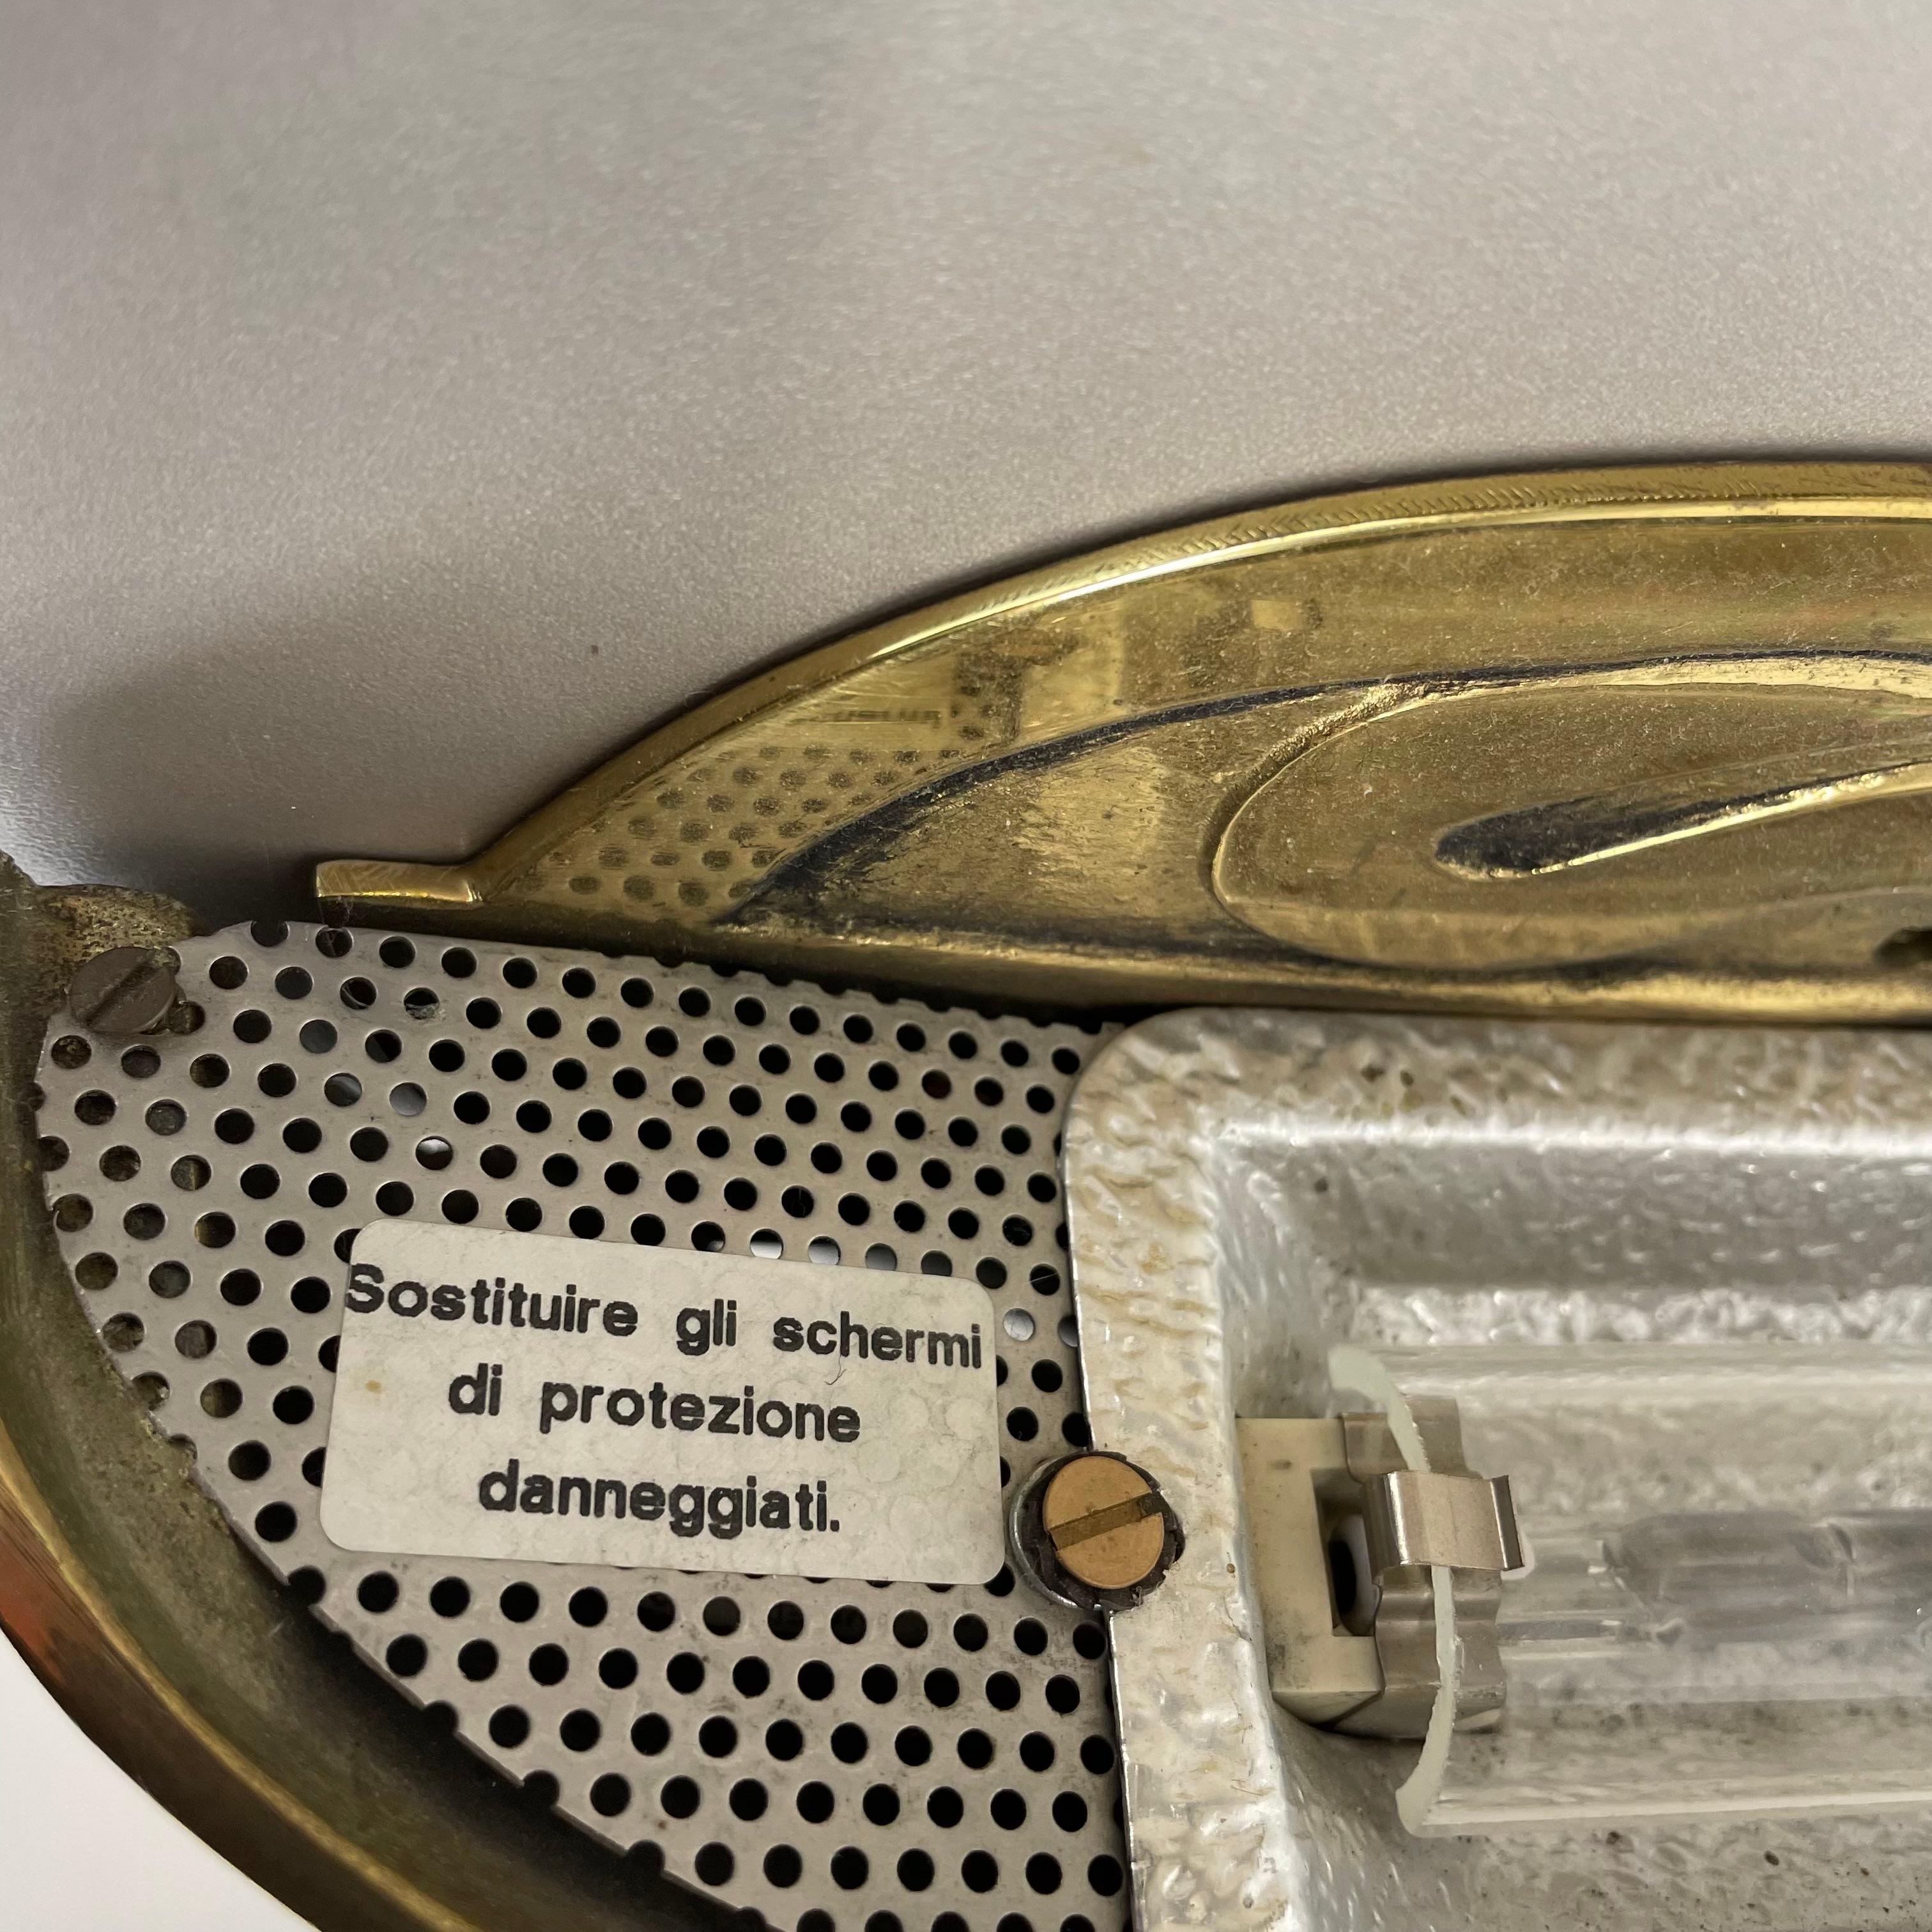 Sostituire gli schermi
di protezione
danneggiati.